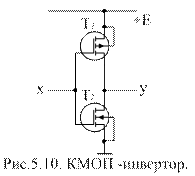 T₂
+E
x
T₁
y
Рис.5.10. КМОП -инвертор.